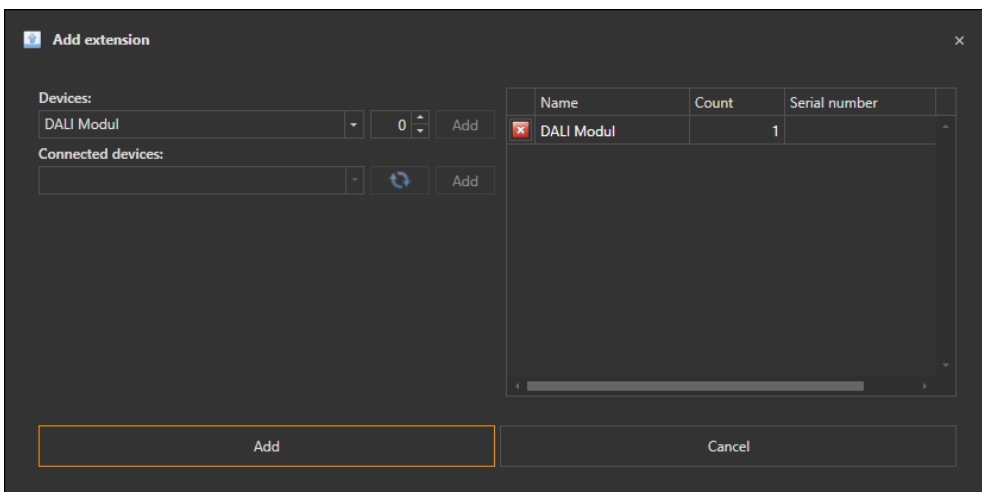 Add extension
Devices:
DALI Modul
0
Add
Connected devices:
Add
Name Count Serial number
DALI Modul 1
Add
Cancel